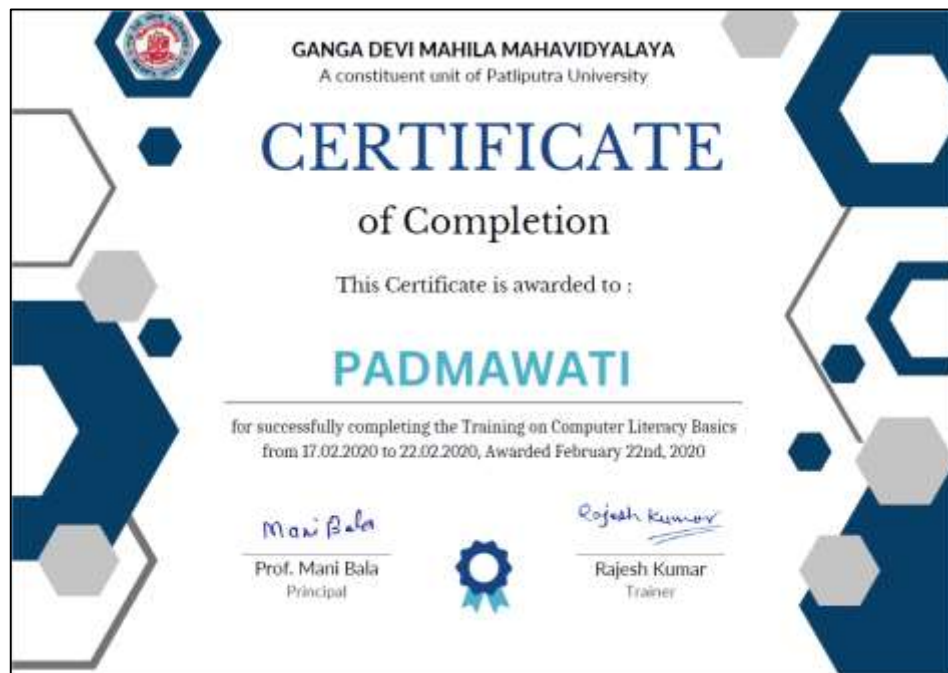 GANGA DEVI MAHILA MAHAVIDYALAYA
A constituent unit of Patliputra University
CERTIFICATE
of Completion
This Certificate is awarded to :
PADMAWATI
for successfully completing the Training on Computer Literacy Basics
from 17.02.2020 to 22.02.2020, Awarded February 22nd, 2020
Mani Bala
Rajesh Kumar
Prof. Mani Bala
Rajesh Kumar
Principal
Trainer